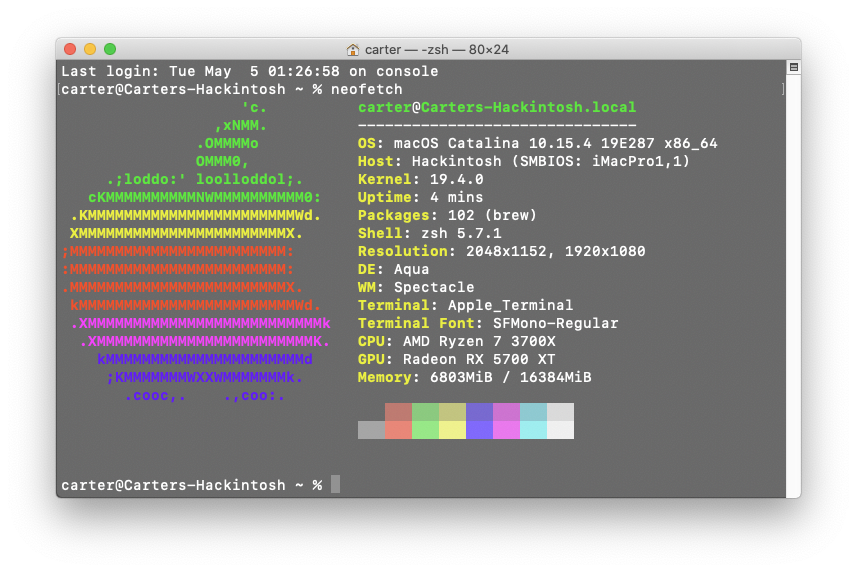 carter — -zsh — 80×24
Last login: Tue May  5 01:26:58 on console
[carter@Carters-Hackintosh ~ % neofetch                                         ]
                    'c.          carter@Carters-Hackintosh.local
                 ,xNMM.          -------------------------------
               .OMMMMo           OS: macOS Catalina 10.15.4 19E287 x86_64
               OMMM0,            Host: Hackintosh (SMBIOS: iMacPro1,1)
     .;loddo:' loolloddol;.      Kernel: 19.4.0
   cKMMMMMMMMMMNWMMMMMMMMMM0:    Uptime: 4 mins
 .KMMMMMMMMMMMMMMMMMMMMMMMWd.    Packages: 102 (brew)
 XMMMMMMMMMMMMMMMMMMMMMMMX.      Shell: zsh 5.7.1
;MMMMMMMMMMMMMMMMMMMMMMMM:       Resolution: 2048x1152, 1920x1080
:MMMMMMMMMMMMMMMMMMMMMMMM:       DE: Aqua
.MMMMMMMMMMMMMMMMMMMMMMMMX.      WM: Spectacle
 kMMMMMMMMMMMMMMMMMMMMMMMMWd.    Terminal: Apple_Terminal
 .XMMMMMMMMMMMMMMMMMMMMMMMMMMk   Terminal Font: SFMono-Regular
  .XMMMMMMMMMMMMMMMMMMMMMMMMK.   CPU: AMD Ryzen 7 3700X
    kMMMMMMMMMMMMMMMMMMMMMMd     GPU: Radeon RX 5700 XT
     ;KMMMMMMMWXXWMMMMMMMk.      Memory: 6803MiB / 16384MiB
       .cooc,.    .,coo:.
carter@Carters-Hackintosh ~ %